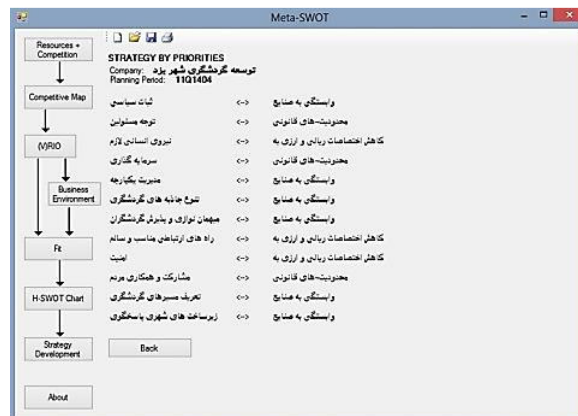 Meta-SWOT
Resources +
Competition
Competitive Map
(V)RIO
Business
Environment
Fit
H-SWOT Chart
Strategy
Development
About
STRATEGY BY PRIORITIES
Company: توسعه گردشگری شهر یزد
Planning Period: 11Q1404
ثبات سیاسی <-> وابستگی به صنایع
توجه مسئولین <-> محدودیت-های قانونی
نیروی انسانی لازم <-> کاهش اختصاصات ریالی و ارزی به
سرمایه گذاری <-> محدودیت-های قانونی
مدیریت یکپارچه <-> وابستگی به صنایع
تنوع جاذبه های گردشگری <-> وابستگی به صنایع
میهمان نوازی و پذیرش گردشگران <-> وابستگی به صنایع
راه های ارتباطی مناسب و سالم <-> کاهش اختصاصات ریالی و ارزی به
امنیت <-> کاهش اختصاصات ریالی و ارزی به
مشارکت و همکاری مردم <-> محدودیت-های قانونی
تعریف مسیرهای گردشگری <-> وابستگی به صنایع
زیرساخت های شهری پاسخگوی <-> وابستگی به صنایع
Back